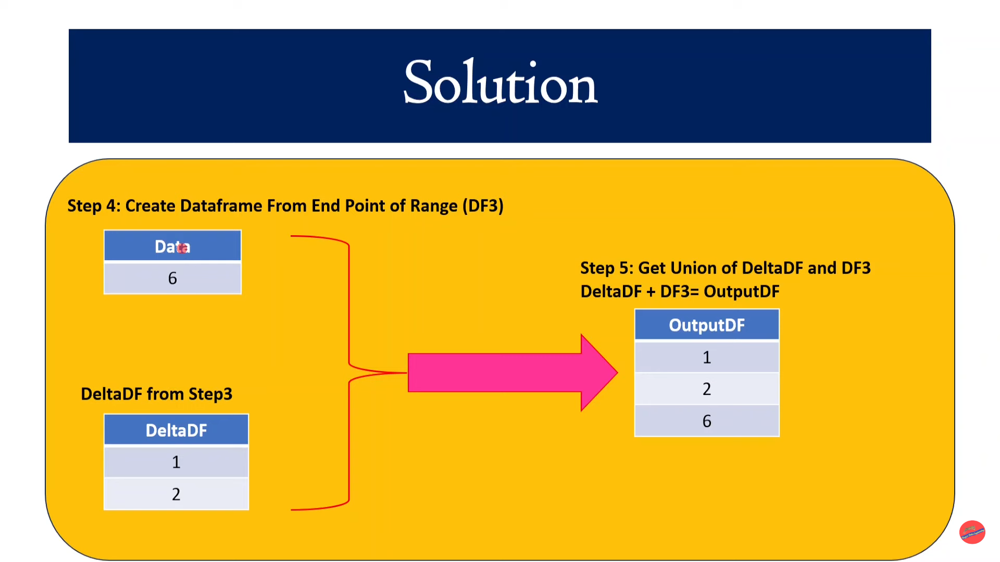 Solution
Step 4: Create Dataframe From End Point of Range (DF3)
Data
6
DeltaDF from Step3
DeltaDF
1
2
Step 5: Get Union of DeltaDF and DF3
DeltaDF + DF3= OutputDF
OutputDF
1
2
6